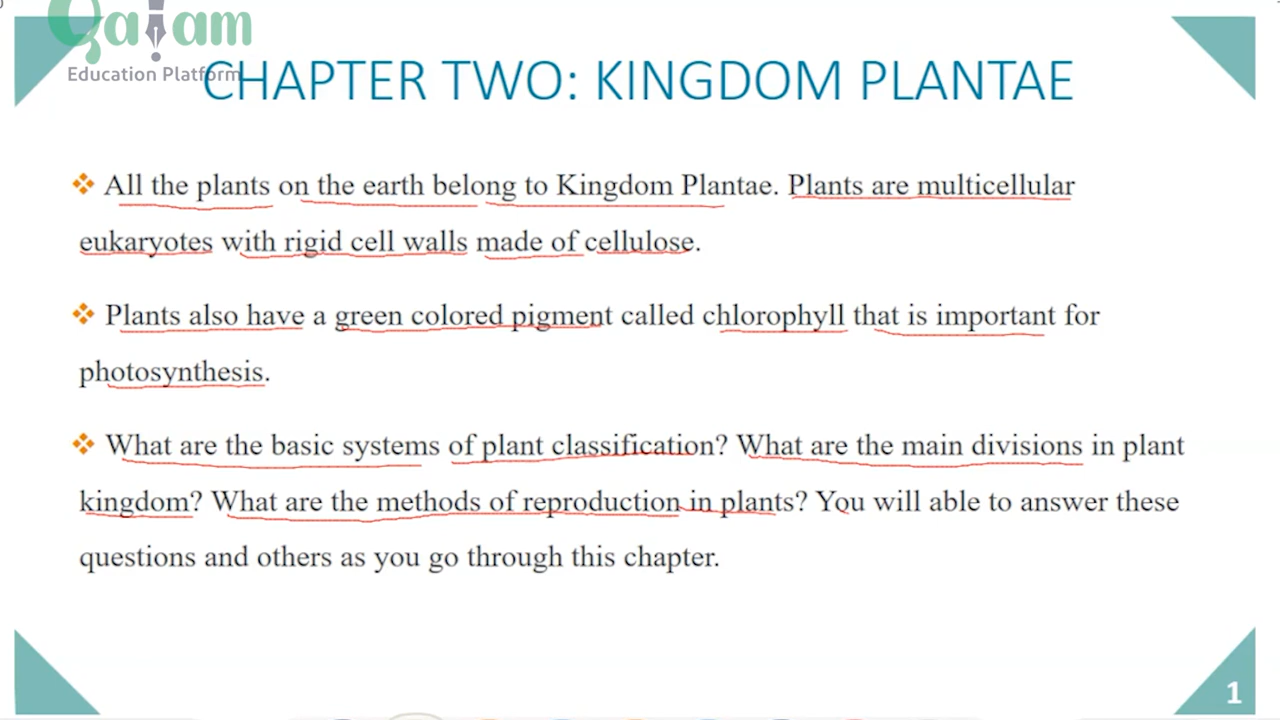 Qalam
Education Platform
CHAPTER TWO: KINGDOM PLANTAE
❖ All the plants on the earth belong to Kingdom Plantae. Plants are multicellular
eukaryotes with rigid cell walls made of cellulose.
❖ Plants also have a green colored pigment called chlorophyll that is important for
photosynthesis.
❖ What are the basic systems of plant classification? What are the main divisions in plant
kingdom? What are the methods of reproduction in plants? You will able to answer these
questions and others as you go through this chapter.
1